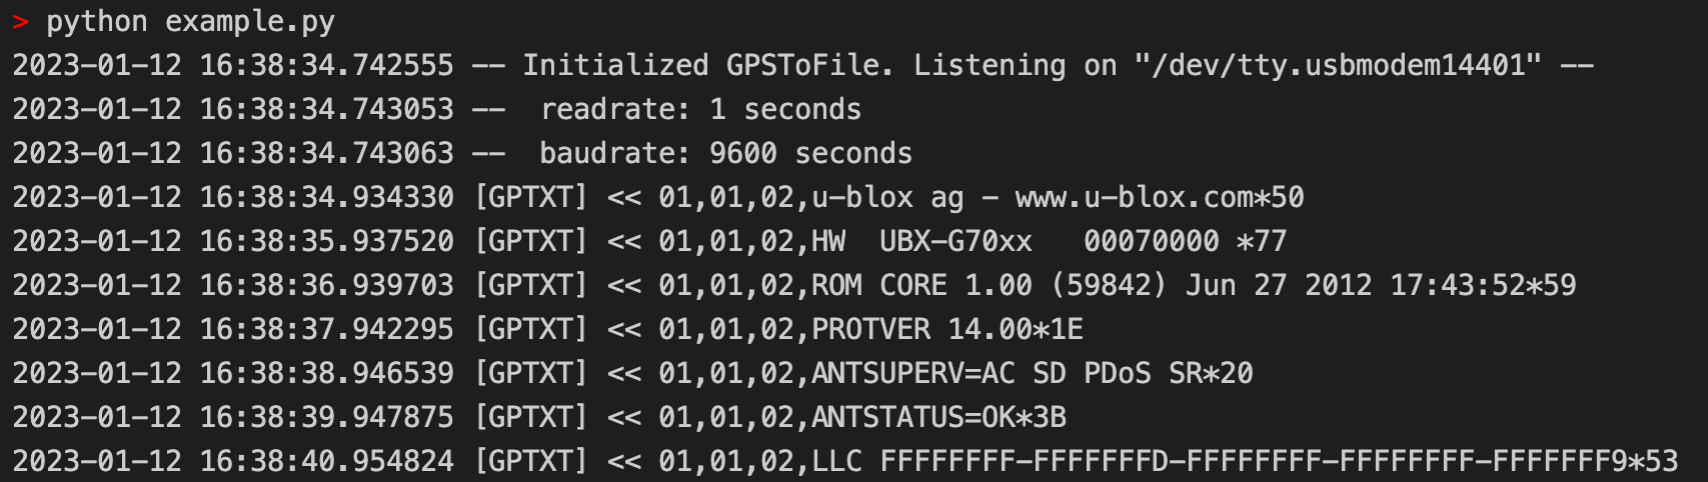 > python example.py
2023-01-12 16:38:34.742555 -- Initialized GPSToFile. Listening on "/dev/tty.usbmodem14401" --
2023-01-12 16:38:34.743053 --  readrate: 1 seconds
2023-01-12 16:38:34.743063 --  baudrate: 9600 seconds
2023-01-12 16:38:34.934330 [GPTXT] << 01,01,02,u-blox ag - www.u-blox.com*50
2023-01-12 16:38:35.937520 [GPTXT] << 01,01,02,HW  UBX-G70xx   00070000 *77
2023-01-12 16:38:36.939703 [GPTXT] << 01,01,02,ROM CORE 1.00 (59842) Jun 27 2012 17:43:52*59
2023-01-12 16:38:37.942295 [GPTXT] << 01,01,02,PROTVER 14.00*1E
2023-01-12 16:38:38.946539 [GPTXT] << 01,01,02,ANTSUPERV=AC SD PDoS SR*20
2023-01-12 16:38:39.947875 [GPTXT] << 01,01,02,ANTSTATUS=OK*3B
2023-01-12 16:38:40.954824 [GPTXT] << 01,01,02,LLC FFFFFFFF-FFFFFFFD-FFFFFFFF-FFFFFFFF-FFFFFFF9*53